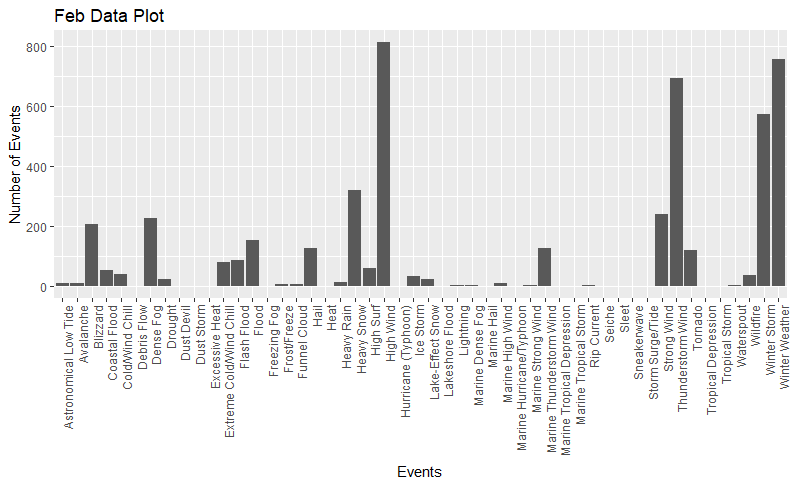 Feb Data Plot
Number of Events
800
600
400
200
0
Astronomical Low Tide
Avalanche
Blizzard
Coastal Flood
Cold/Wind Chill
Debris Flow
Dense Fog
Drought
Dust Devil
Dust Storm
Excessive Heat
Extreme Cold/Wind Chill
Flash Flood
Flood
Freezing Fog
Frost/Freeze
Funnel Cloud
Hail
Heat
Heavy Rain
Heavy Snow
High Surf
High Wind
Hurricane (Typhoon)
Ice Storm
Lake-Effect Snow
Lakeshore Flood
Lightning
Marine Dense Fog
Marine Hail
Marine High Wind
Marine Hurricane/Typhoon
Marine Strong Wind
Marine Thunderstorm Wind
Marine Tropical Depression
Marine Tropical Storm
Rip Current
Seiche
Sleet
Sneakerwave
Storm Surge/Tide
Strong Wind
Thunderstorm Wind
Tornado
Tropical Depression
Tropical Storm
Waterspout
Wildfire
Winter Storm
Winter Weather
Events